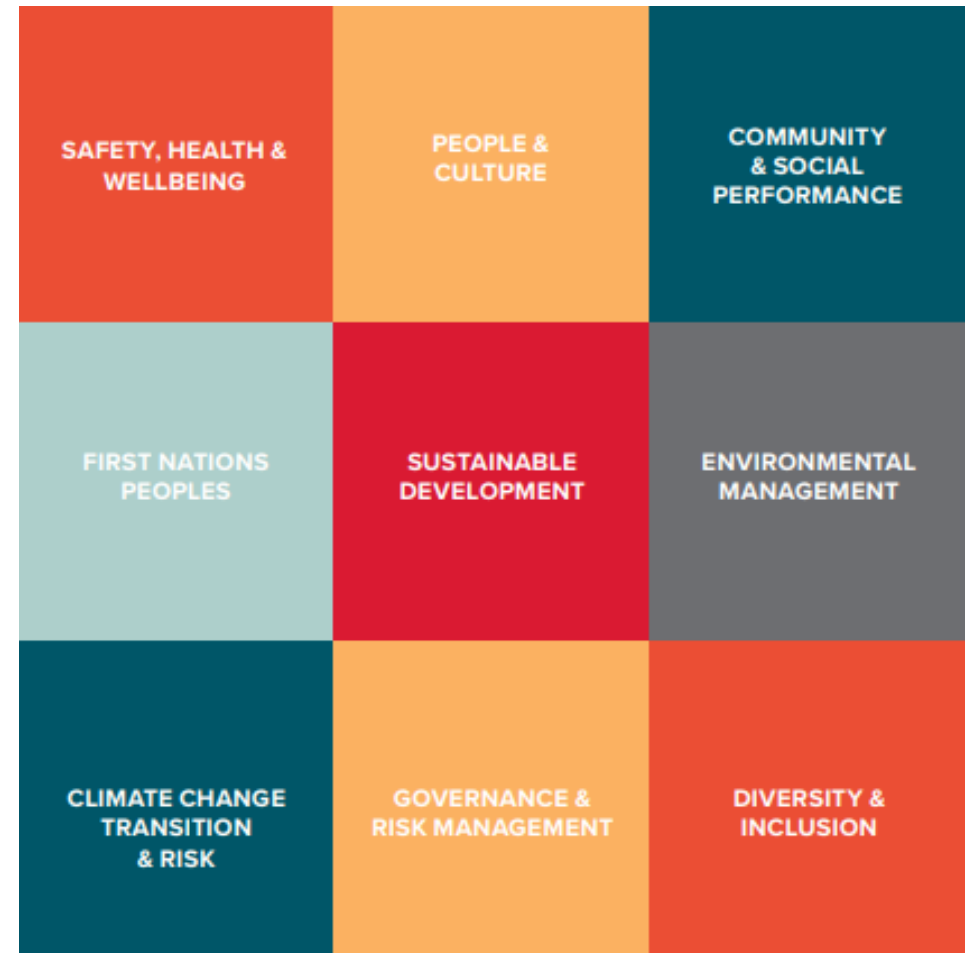 SAFETY, HEALTH &
WELLBEING
PEOPLE &
CULTURE
COMMUNITY
& SOCIAL
PERFORMANCE
FIRST NATIONS
PEOPLES
SUSTAINABLE
DEVELOPMENT
ENVIRONMENTAL
MANAGEMENT
CLIMATE CHANGE
TRANSITION
& RISK
GOVERNANCE &
RISK MANAGEMENT
DIVERSITY &
INCLUSION